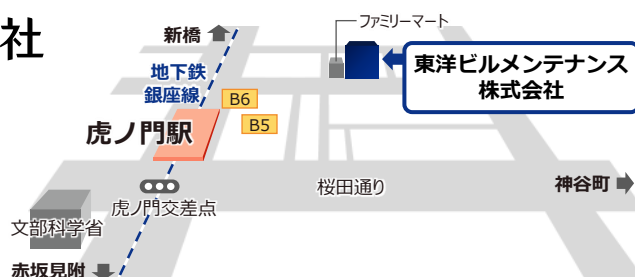 社
新橋
ファミリーマート
地下鉄
銀座線
東洋ビルメンテナンス
株式会社
B6
B5
虎ノ門駅
桜田通り
神谷町
虎ノ門交差点
文部科学省
赤坂見附